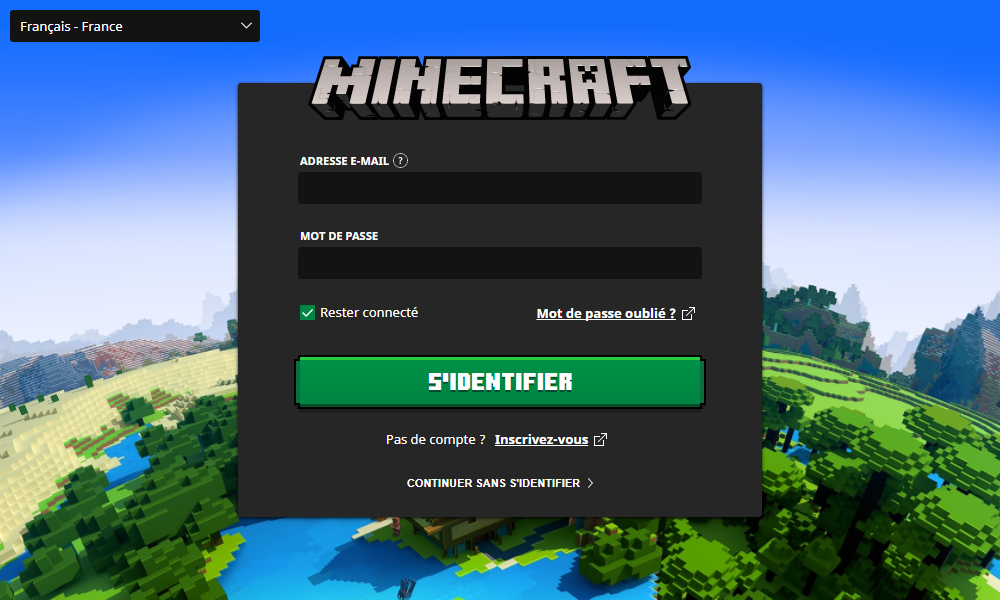 Français - France
MINECRAFT
ADRESSE E-MAIL ?
MOT DE PASSE
Rester connecté
Mot de passe oublié ?
S'IDENTIFIER
Pas de compte ? Inscrivez-vous
CONTINUER SANS S'IDENTIFIER